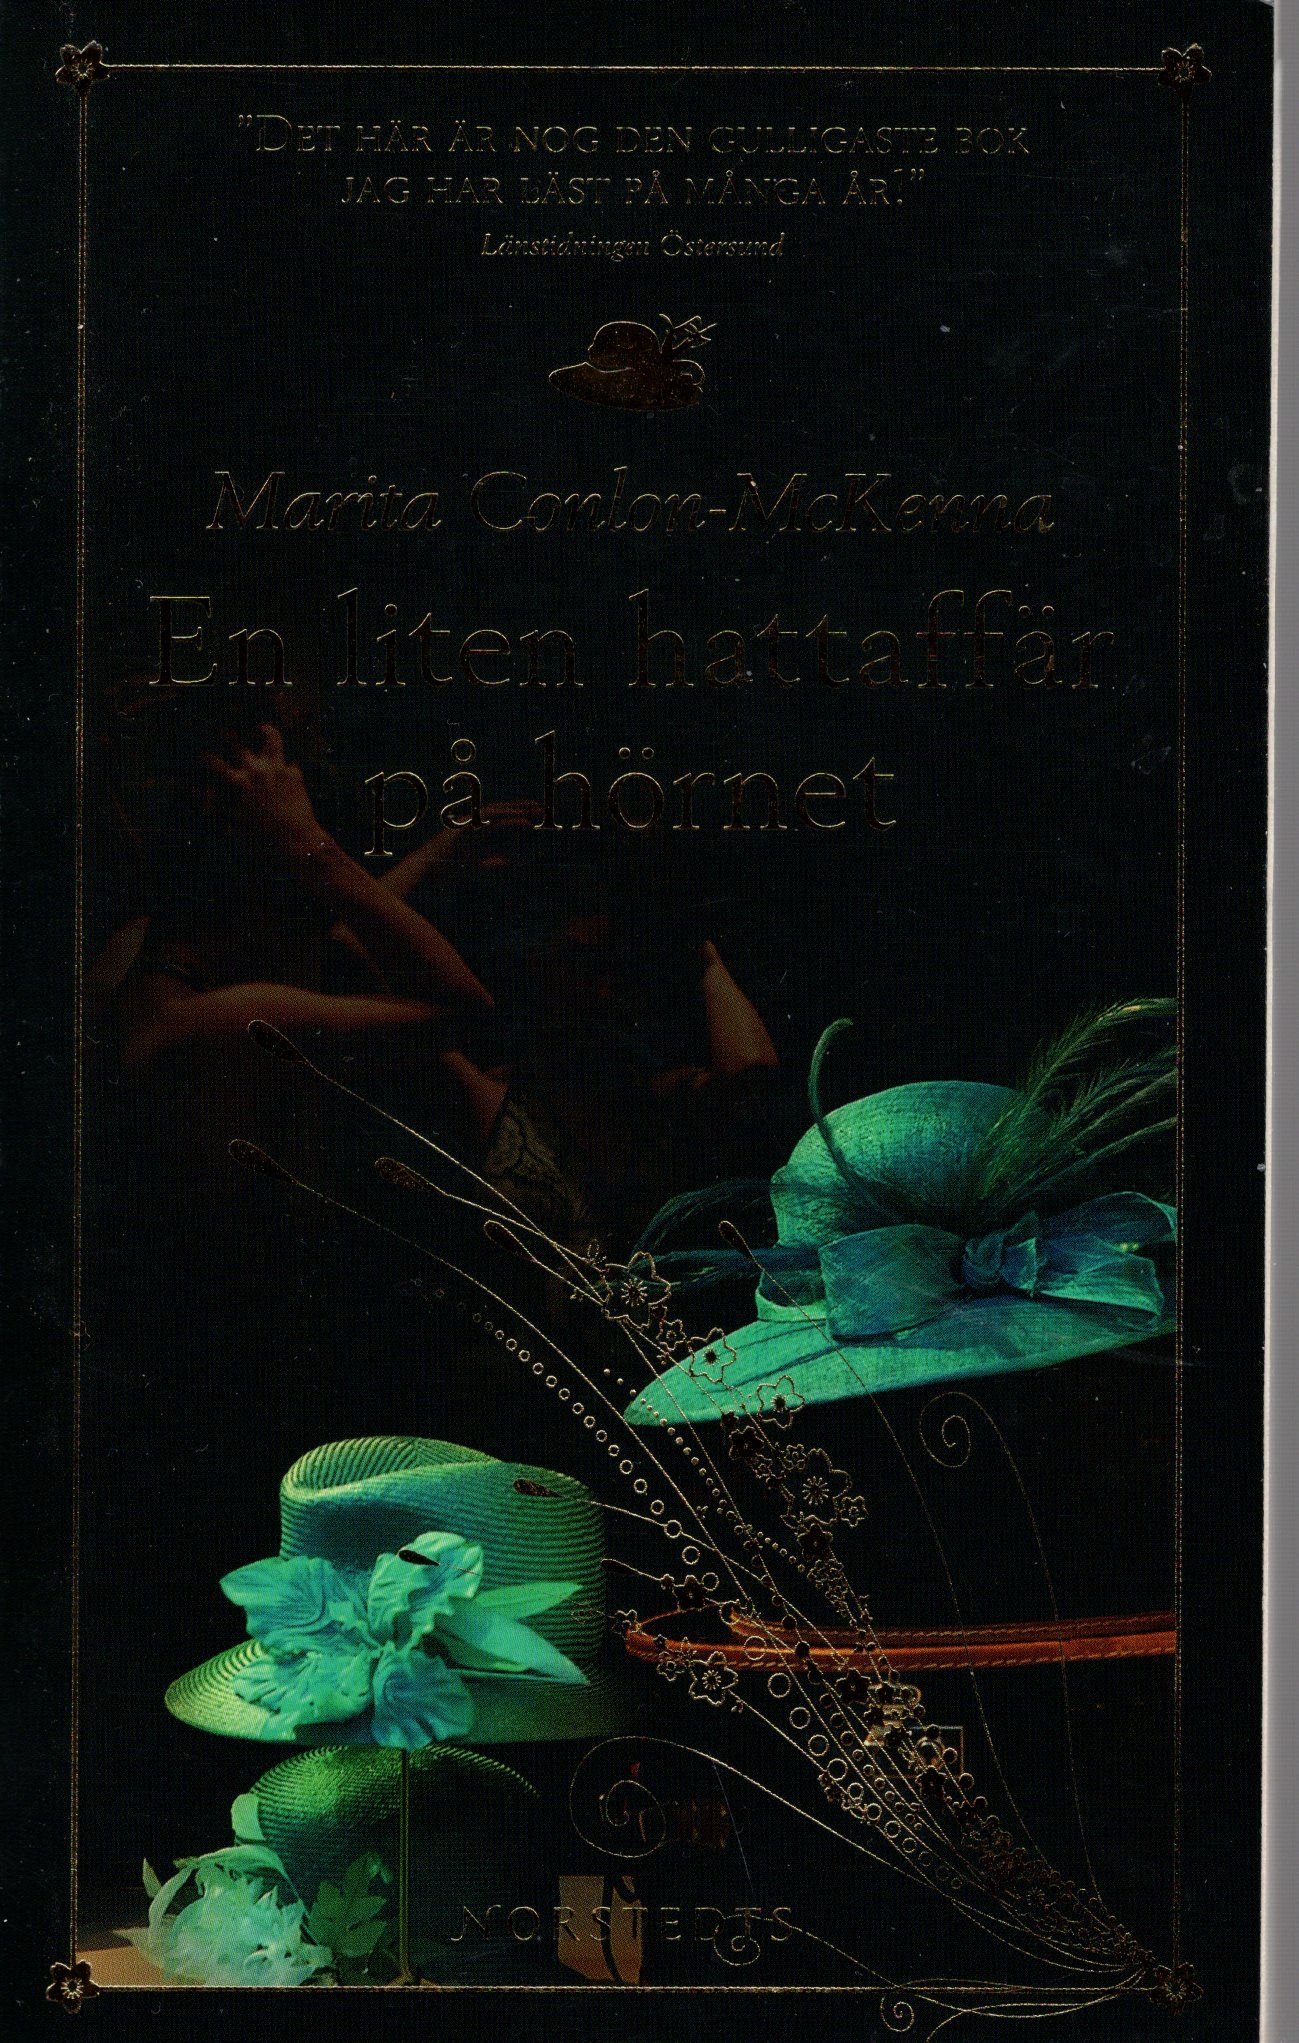 ”DET HÄR ÄR NOG DEN GULLIGASTE BOK
JAG HAR LÄST PÅ MÅNGA ÅR!”
Länstidningen Östersund
Marita Conlon-McKenna
En liten hattaffär
på hörnet
NORSTEDTS